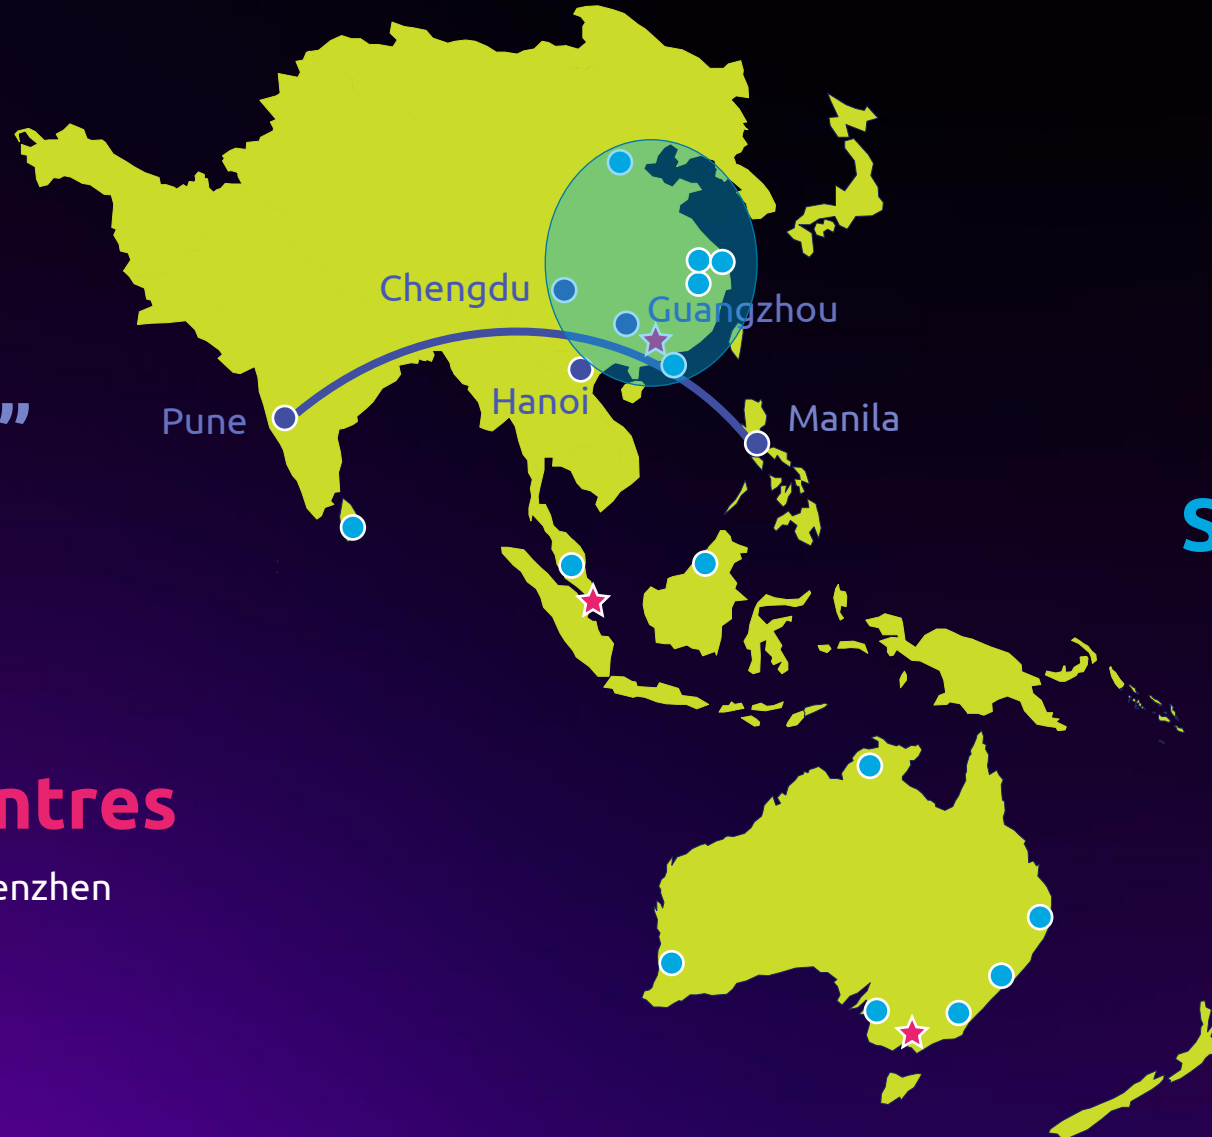 Chengdu
Guangzhou
Hanoi
”
Pune
Manila
S
ntres
enzhen